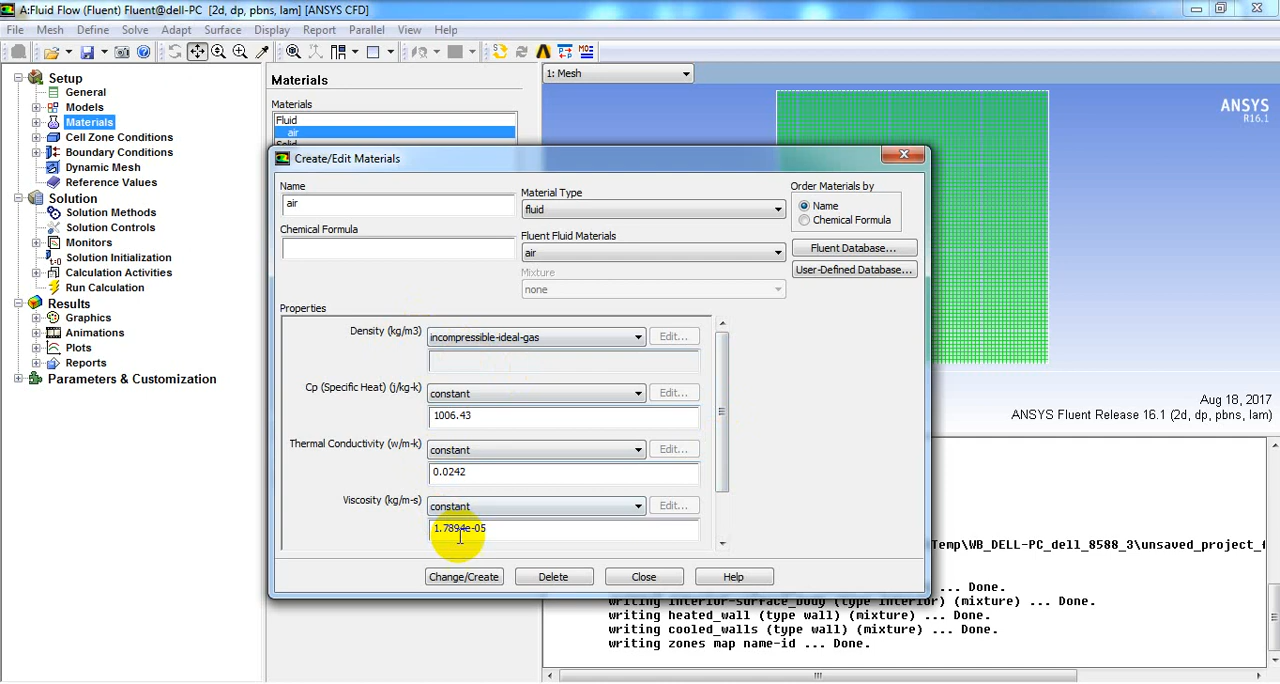 A:Fluid Flow (Fluent) Fluent@dell-PC [2d, dp, pbns, lam] [ANSYS CFD]
File Mesh Define Solve Adapt Surface Display Report Parallel View Help
Setup
General
Models
Materials
Cell Zone Conditions
Boundary Conditions
Dynamic Mesh
Reference Values
Solution
Solution Methods
Solution Controls
Monitors
Solution Initialization
Calculation Activities
Run Calculation
Results
Graphics
Animations
Plots
Reports
Parameters & Customization
Materials
Materials
Fluid
air
Solid
1: Mesh
ANSYS
R16.1
Create/Edit Materials
Name
air
Chemical Formula
Material Type
fluid
Fluent Fluid Materials
air
Mixture
none
Order Materials by
Name
Chemical Formula
Fluent Database...
User-Defined Database...
Properties
Density (kg/m3)
incompressible-ideal-gas
Edit...
Cp (Specific Heat) (j/kg-k)
constant
Edit...
1006.43
Thermal Conductivity (w/m-k)
constant
Edit...
0.0242
Viscosity (kg/m-s)
constant
Edit...
1.7894e-05
Change/Create
Delete
Close
Help
Aug 18, 2017
ANSYS Fluent Release 16.1 (2d, dp, pbns, lam)
Temp\WB_DELL-PC_dell_8588_3\unsaved_project_f
... Done.
writing interior-surface_body (type interior) (mixture) ... Done.
writing heated_wall (type wall) (mixture) ... Done.
writing cooled_walls (type wall) (mixture) ... Done.
writing zones map name-id ... Done.